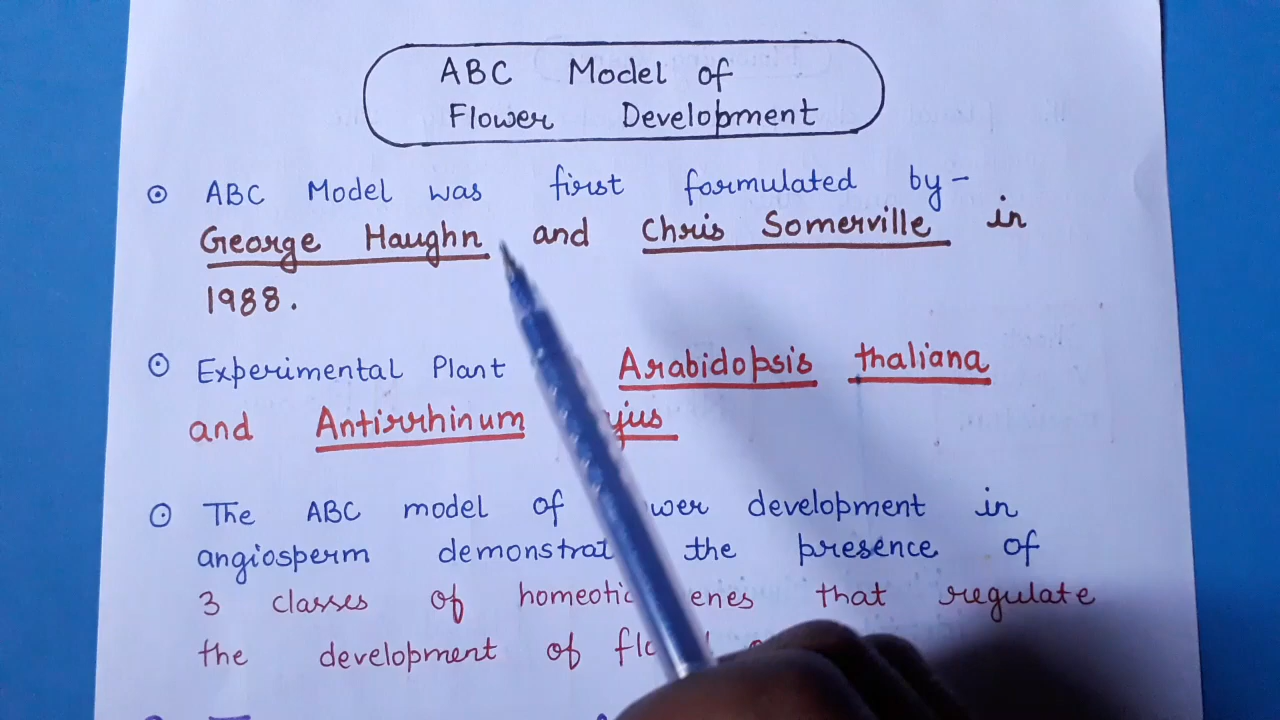 ABC Model of
Flower Development
ABC Model was first formulated by-
George Haughn and Chris Somerville in
1988.
Experimental Plant Arabidopsis thaliana
and Antirrhinum
The ABC model of development in
angiosperm the presence of
3 classes of that regulate
the development of